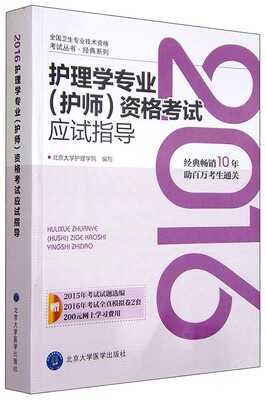 全国卫生专业技术资格
考试丛书·经典系列
护理学专业
(护师)资格考试
应试指导
北京大学护理学院 编写
2016
经典畅销10年
助百万考生通关
HULIXUE ZHUANYE
(HUSHI) ZIGE KAOSHI
YINGSHI ZHIDAO
赠
2015年考试试题选编
2016年考试全真模拟卷2套
200元网上学习费用
北京大学医学出版社
2016护理学专业(护师)资格考试应试指导
北京大学医学出版社